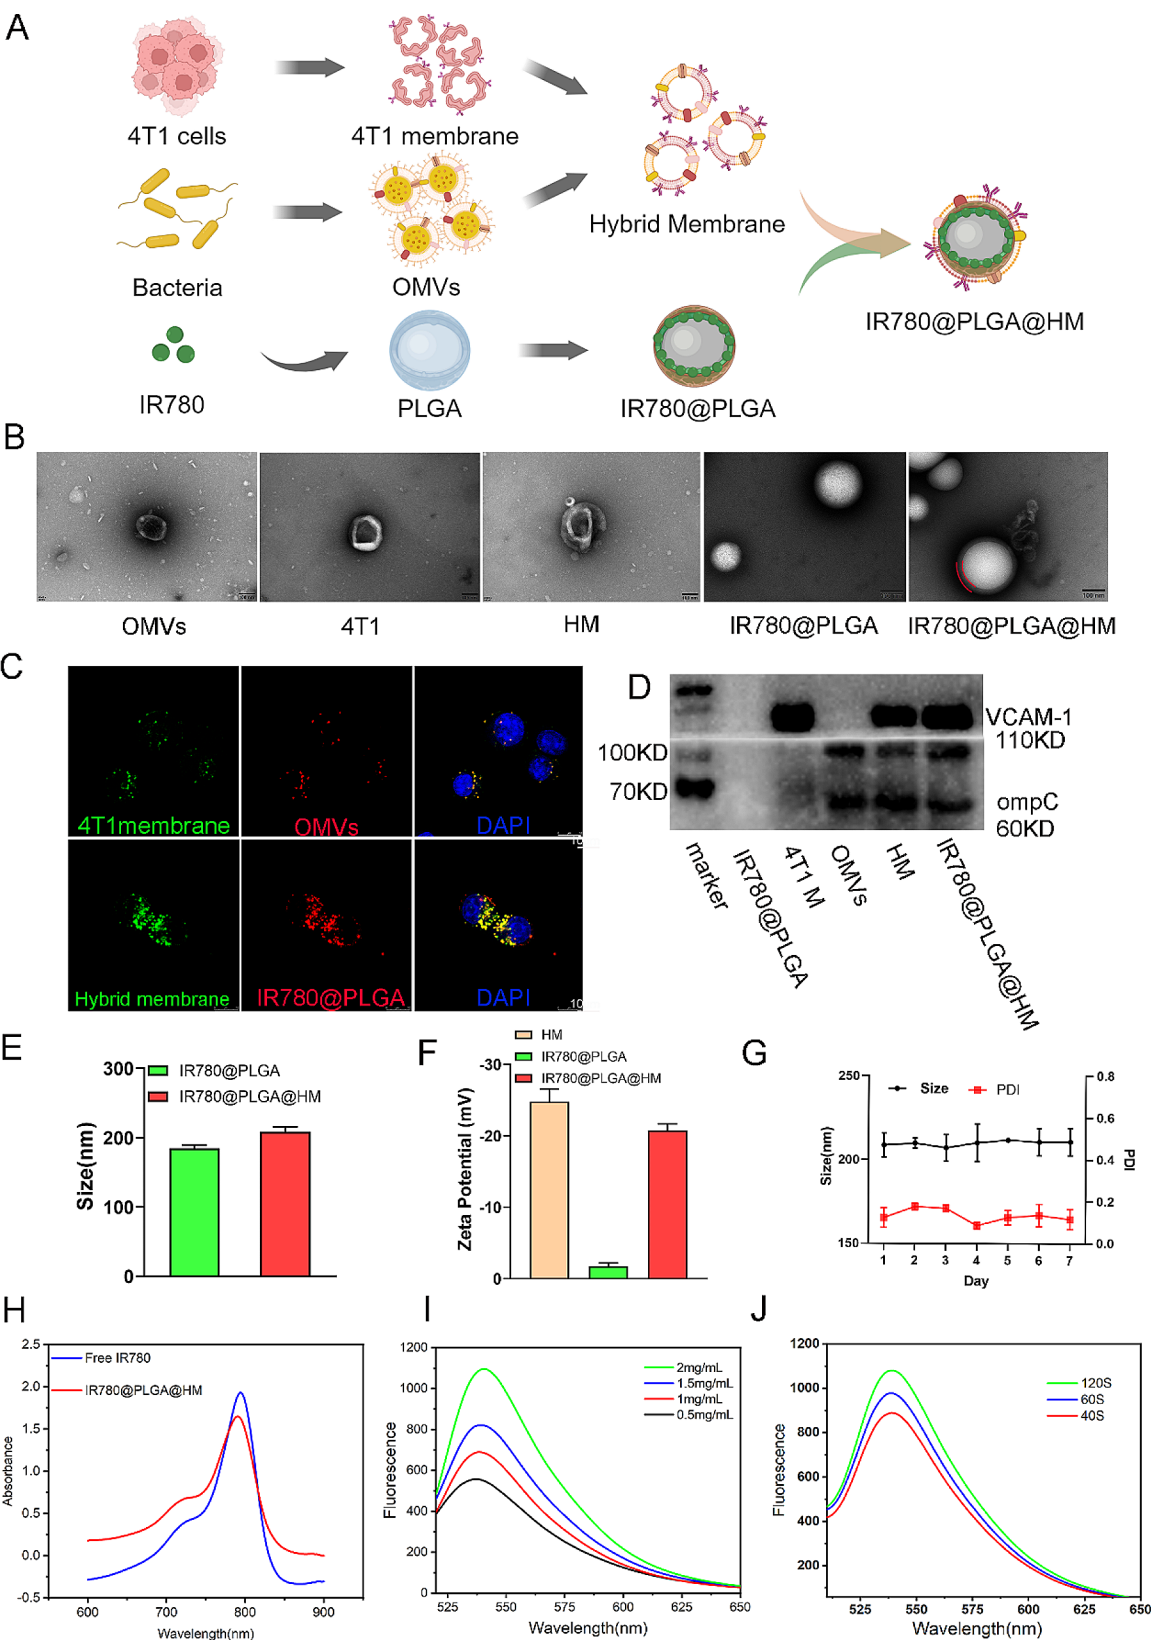 A
4T1 cells
4T1 membrane
Hybrid Membrane
Bacteria
OMVs
IR780@PLGA@HM
IR780
PLGA
IR780@PLGA
B
100 nm
OMVs
4T1
HM
IR780@PLGA
IR780@PLGA@HM
C
4T1membrane
OMVs
DAPI
Hybrid membrane
IR780@PLGA
DAPI
10
D
VCAM-1
110KD
100KD
70KD
ompC
60KD
marker
IR780@PLGA
4T1 M
OMVs
HM
IR780@PLGA@HM
E
300
200
100
0
Size(nm)
IR780@PLGA
IR780@PLGA@HM
F
HM
IR780@PLGA
IR780@PLGA@HM
-30
-20
-10
0
Zeta Potential (mV)
G
250
200
150
Size(nm)
Size
PDI
0.8
0.6
0.4
0.2
0.0
PDI
1 2 3 4 5 6 7
Day
H
2.5
2.0
1.5
1.0
0.5
0.0
-0.5
Absorbance
Free IR780
IR780@PLGA@HM
600 700 800 900
Wavelength(nm)
I
1200
1000
800
600
400
200
0
Fluorescence
2mg/mL
1.5mg/mL
1mg/mL
0.5mg/mL
525 550 575 600 625 650
Wavelength(nm)
J
1200
1000
800
600
400
200
Fluorescence
120S
60S
40S
525 550 575 600 625 650
Wavelength(nm)